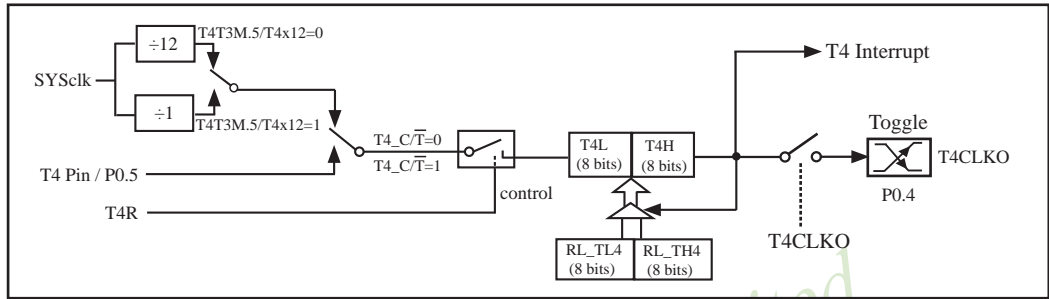 T4T3M.5/T4x12=0
÷12
SYSclk
÷1
T4T3M.5/T4x12=1
T4 Pin / P0.5
T4_C/T̅=0
T4_C/T̅=1
T4R
control
T4L
(8 bits)
T4H
(8 bits)
RL_TL4
(8 bits)
RL_TH4
(8 bits)
T4 Interrupt
Toggle
T4CLKO
P0.4
T4CLKO